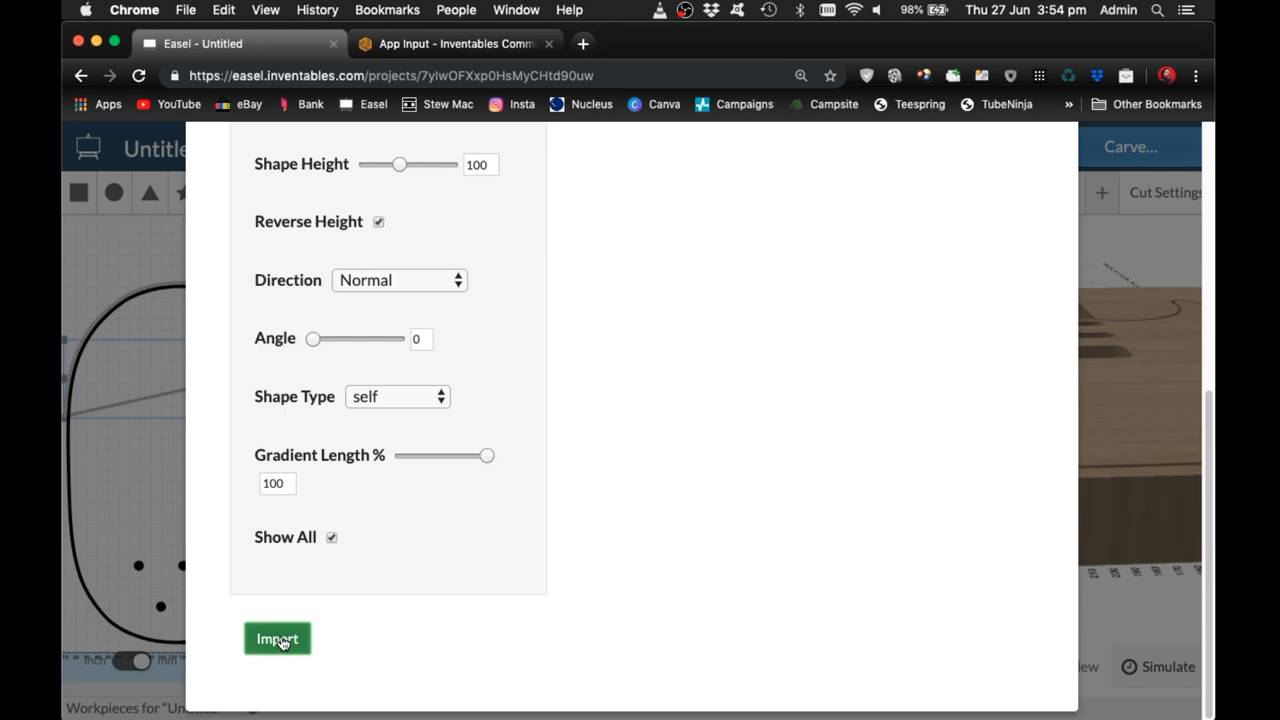 Chrome File Edit View History Bookmarks People Window Help 98% Thu 27 Jun 3:54 pm Admin
Easel - Untitled App Input - Inventables Comm
https://easel.inventables.com/projects/7ylwOFXxp0HsMyCHtd90uw
Apps YouTube eBay Bank Easel Stew Mac Insta Nucleus Canva Campaigns Campsite Teespring TubeNinja » Other Bookmarks
Untitle Carve...
Shape Height 100
Cut Settings
Reverse Height
Direction Normal
Angle 0
Shape Type self
Gradient Length %
100
Show All
Import
inch mm
iew Simulate
Workpieces for "Untitled"